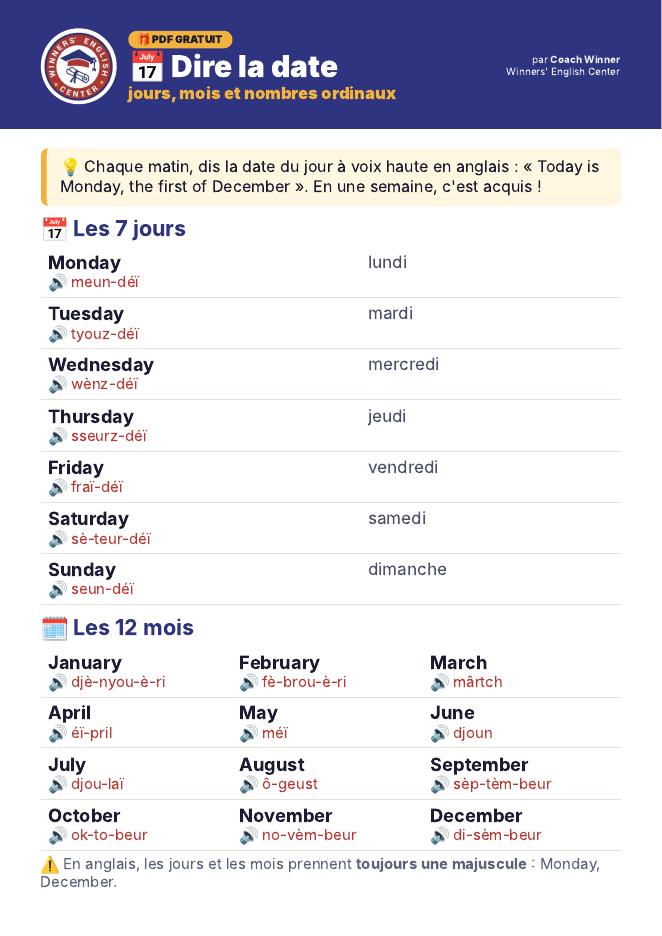 WINNERS' ENGLISH CENTER
🎁 PDF GRATUIT
📅 Dire la date
jours, mois et nombres ordinaux
par Coach Winner
Winners' English Center
💡 Chaque matin, dis la date du jour à voix haute en anglais : « Today is
Monday, the first of December ». En une semaine, c'est acquis !
📅 Les 7 jours
Monday lundi
🔊 meun-déï
Tuesday mardi
🔊 tyouz-déï
Wednesday mercredi
🔊 wènz-déï
Thursday jeudi
🔊 sseurz-déï
Friday vendredi
🔊 fraï-déï
Saturday samedi
🔊 sè-teur-déï
Sunday dimanche
🔊 seun-déï
🗓️ Les 12 mois
January February March
🔊 djè-nyou-è-ri 🔊 fè-brou-è-ri 🔊 mârtch
April May June
🔊 éï-pril 🔊 méï 🔊 djoun
July August September
🔊 djou-laï 🔊 ô-geust 🔊 sèp-tèm-beur
October November December
🔊 ok-to-beur 🔊 no-vèm-beur 🔊 di-sèm-beur
⚠️ En anglais, les jours et les mois prennent toujours une majuscule : Monday,
December.